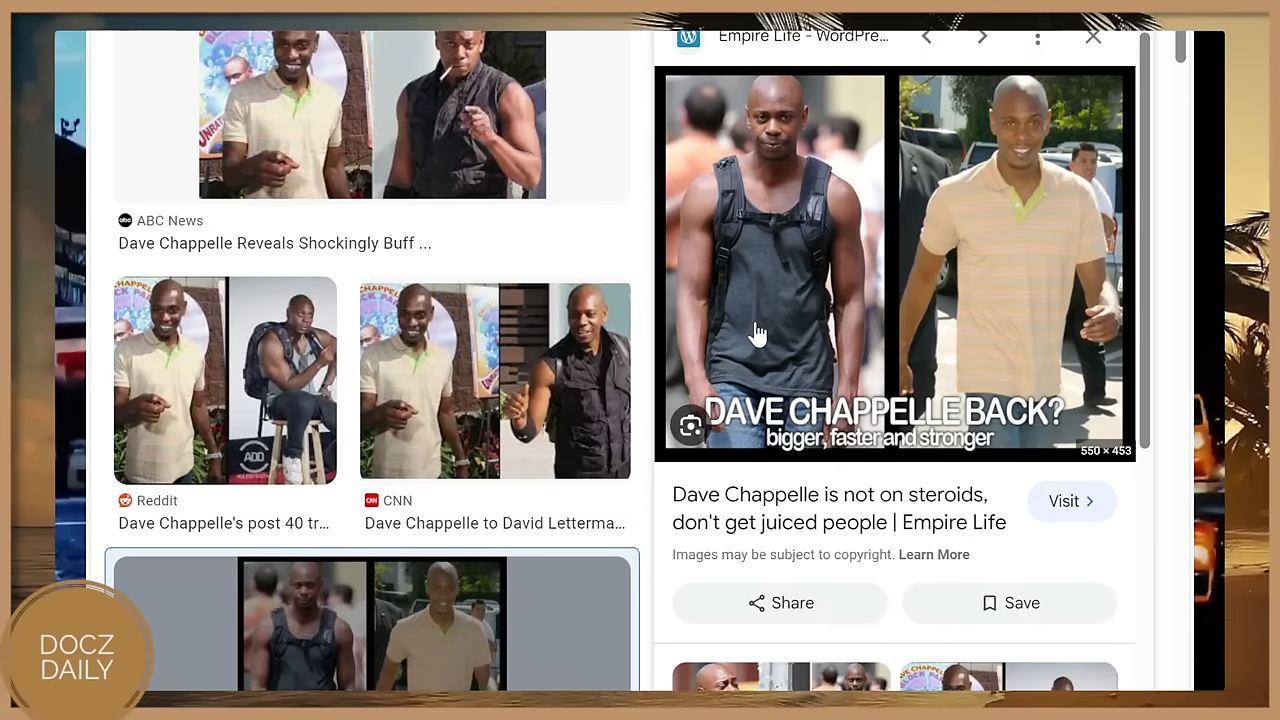 Empire Life - WordPre...
abc ABC News
Dave Chappelle Reveals Shockingly Buff ...
Reddit
Dave Chappelle's post 40 tr...
CNN
Dave Chappelle to David Letterma...
ADD
DAVE CHAPPELLE BACK?
bigger, faster and stronger
550 × 453
Dave Chappelle is not on steroids,
don't get juiced people | Empire Life
Visit
Images may be subject to copyright. Learn More
Share
Save
DOCZ
DAILY